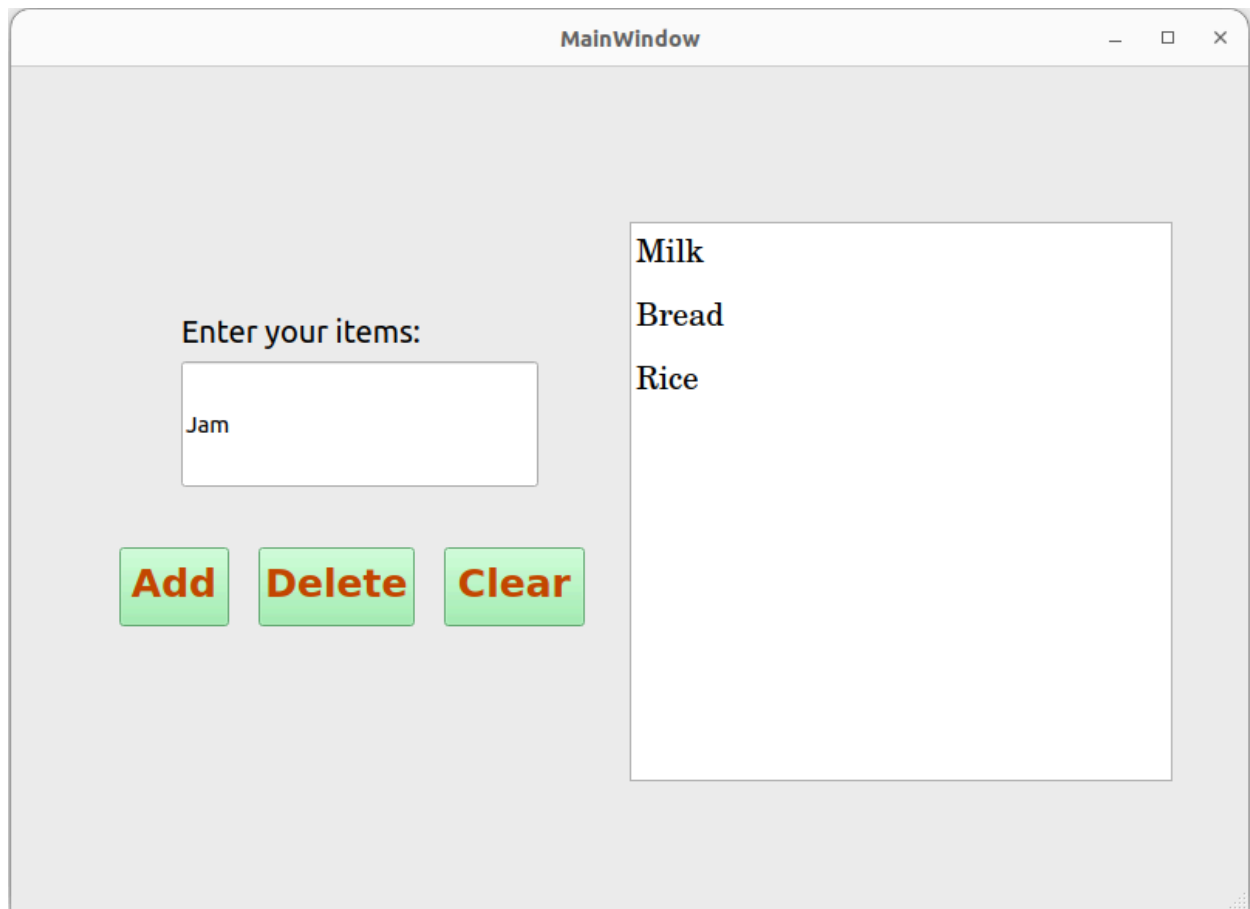 MainWindow
Enter your items:
Jam
Add Delete Clear
Milk
Bread
Rice